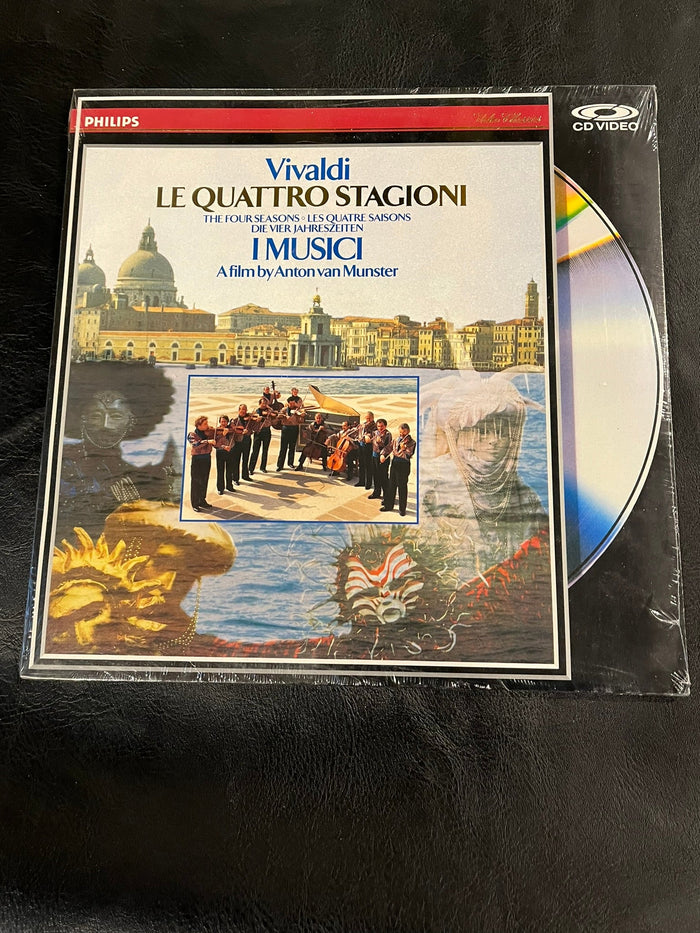 PHILIPS
CD VIDEO
Vivaldi
LE QUATTRO STAGIONI
THE FOUR SEASONS • LES QUATRE SAISONS
DIE VIER JAHRESZEITEN
I MUSICI
A film by Anton van Munster